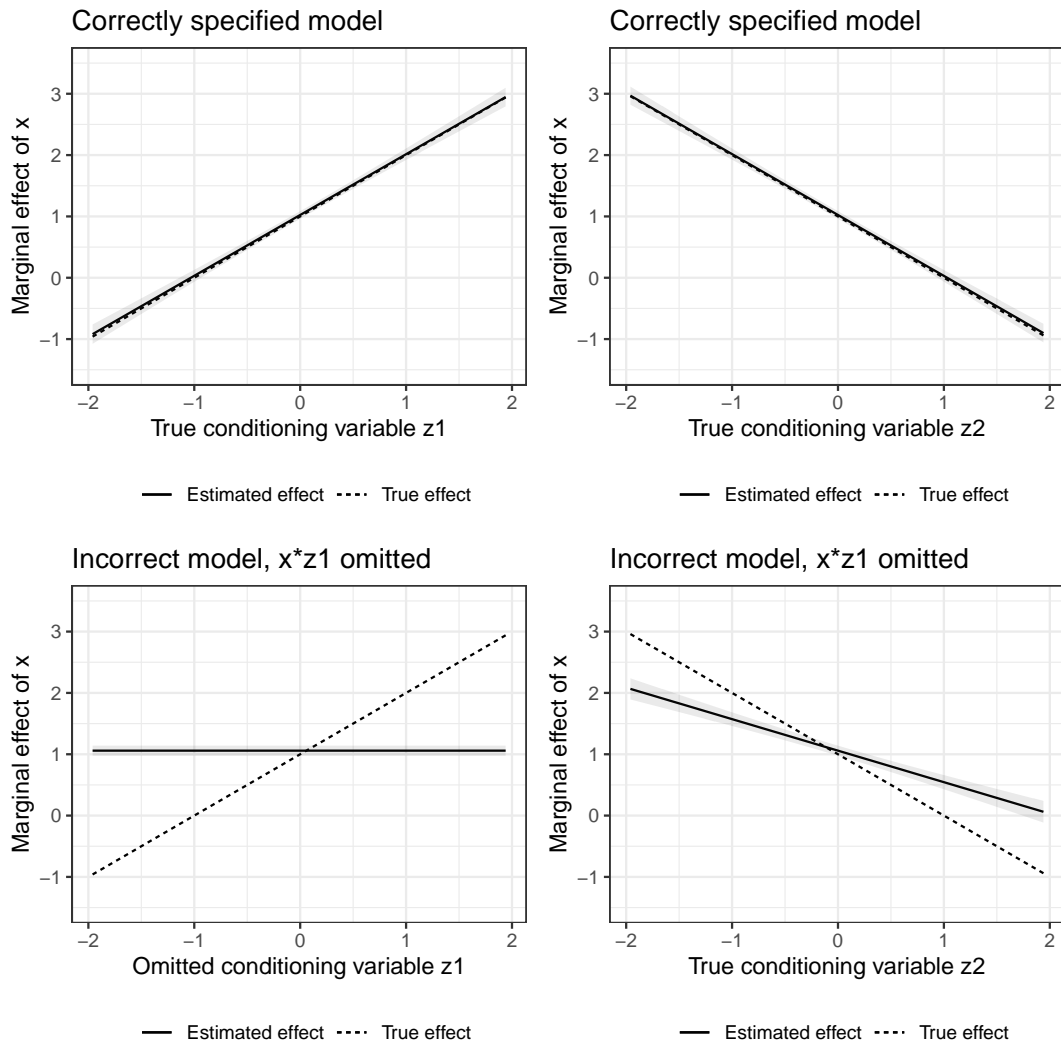 Correctly specified model
Marginal effect of x
3
2
1
0
−1
−2 −1 0 1 2
True conditioning variable z1
Estimated effect True effect
Correctly specified model
Marginal effect of x
3
2
1
0
−1
−2 −1 0 1 2
True conditioning variable z2
Estimated effect True effect
Incorrect model, x*z1 omitted
Marginal effect of x
3
2
1
0
−1
−2 −1 0 1 2
Omitted conditioning variable z1
Estimated effect True effect
Incorrect model, x*z1 omitted
Marginal effect of x
3
2
1
0
−1
−2 −1 0 1 2
True conditioning variable z2
Estimated effect True effect